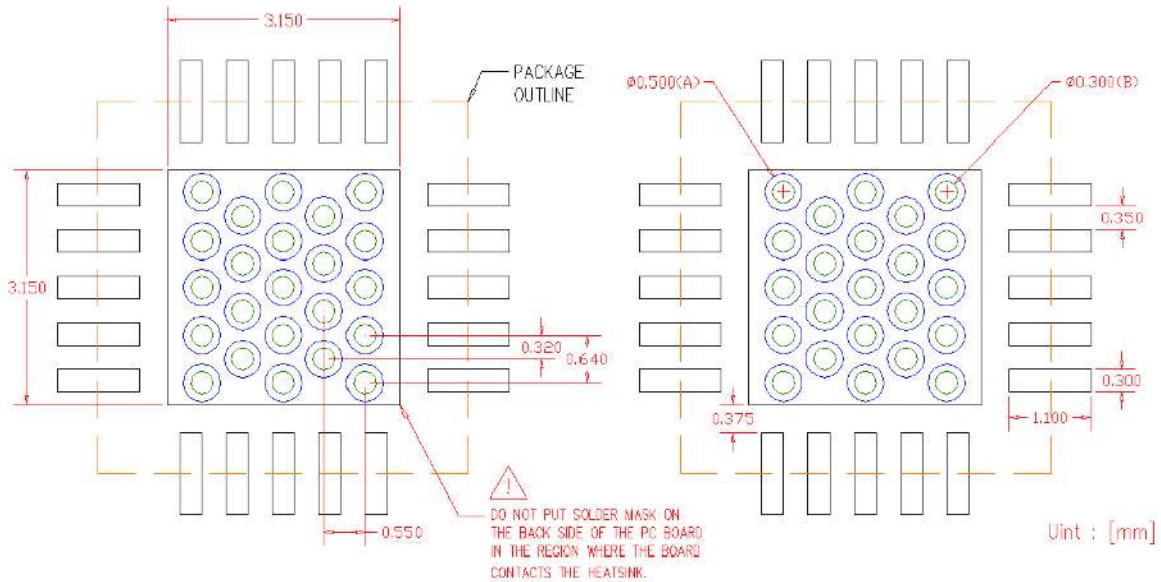 3.150
PACKAGE
OUTLINE
Ø0.500(A)
Ø0.300(B)
0.350
3.150
0.320
0.640
0.375
0.300
1.100
0.550
!
DO NOT PUT SOLDER MASK ON
THE BACK SIDE OF THE PC BOARD
IN THE REGION WHERE THE BOARD
CONTACTS THE HEATSINK.
Uint : [mm]